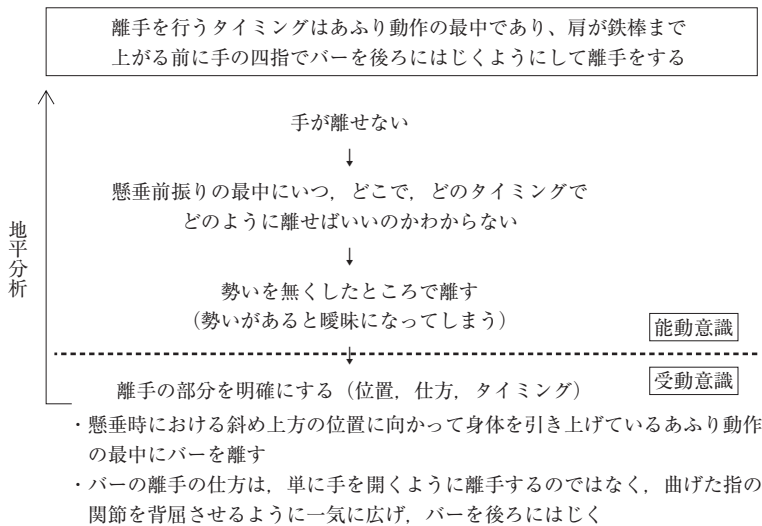 離手を行うタイミングはあふり動作の最中であり、肩が鉄棒まで
上がる前に手の四指でバーを後ろにはじくようにして離手をする
手が離せない
↓
懸垂前振りの最中にいつ，どこで，どのタイミングで
どのように離せばいいのかわからない
↓
勢いを無くしたところで離す
（勢いがあると曖昧になってしまう）
能動意識
↓
受動意識
離手の部分を明確にする（位置，仕方，タイミング）
・懸垂時における斜め上方の位置に向かって身体を引き上げているあふり動作
の最中にバーを離す
・バーの離手の仕方は，単に手を開くように離手するのではなく，曲げた指の
関節を背屈させるように一気に広げ，バーを後ろにはじく
地平分析